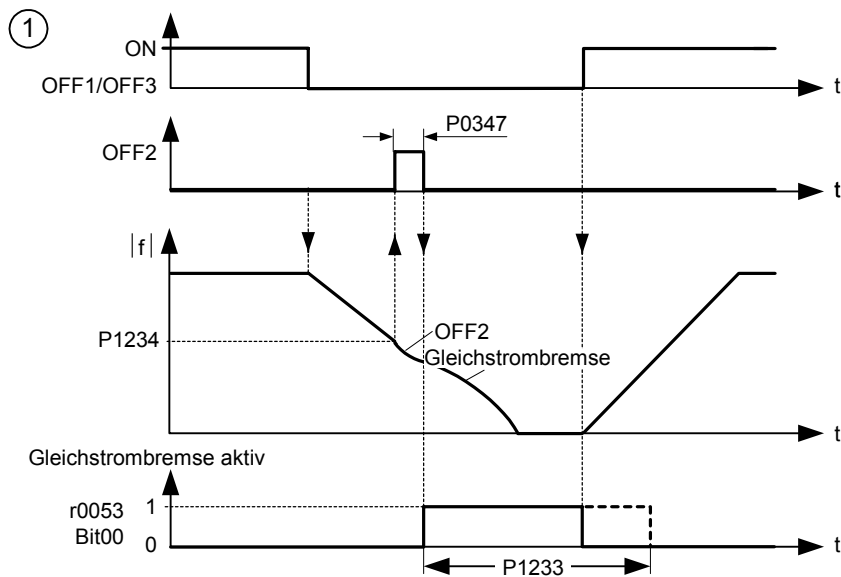 1
ON
OFF1/OFF3
t
P0347
OFF2
t
|f|
P1234
OFF2
Gleichstrombremse
t
Gleichstrombremse aktiv
r0053 1
Bit00 0
t
P1233